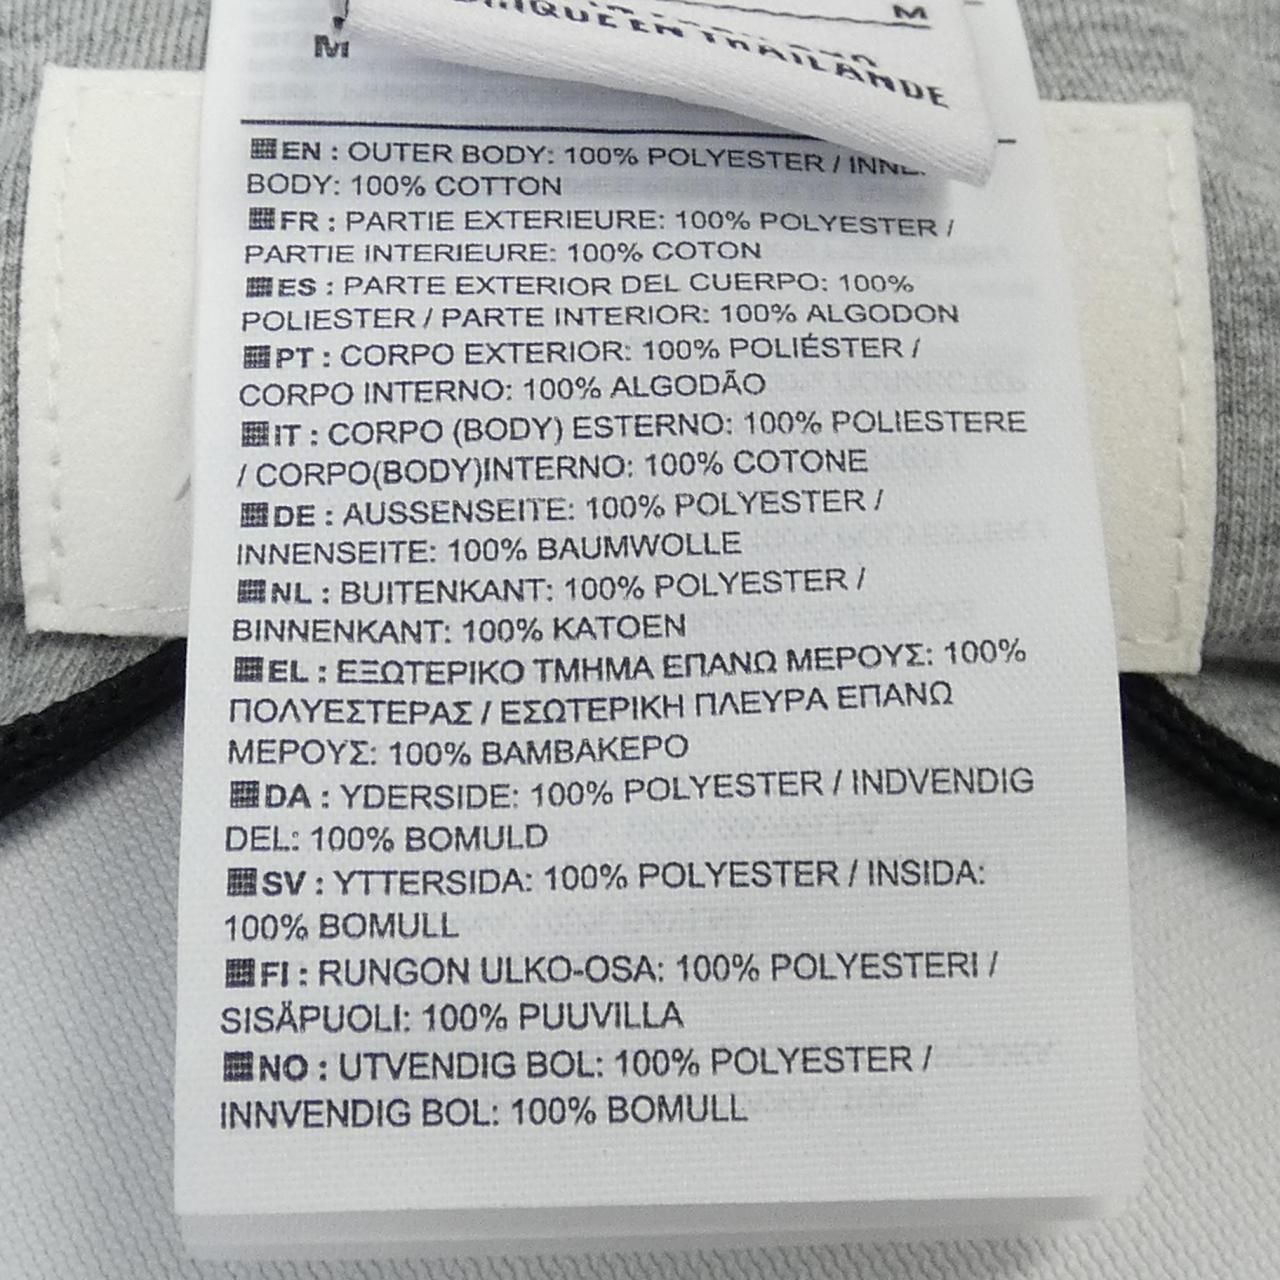 M
EN THAILANDE
M
EN : OUTER BODY: 100% POLYESTER /
BODY: 100% COTTON
FR : PARTIE EXTERIEURE: 100% POLYESTER /
PARTIE INTERIEURE: 100% COTON
ES : PARTE EXTERIOR DEL CUERPO: 100%
POLIESTER / PARTE INTERIOR: 100% ALGODON
PT : CORPO EXTERIOR: 100% POLIÉSTER /
CORPO INTERNO: 100% ALGODÃO
IT : CORPO (BODY) ESTERNO: 100% POLIESTERE
/ CORPO(BODY)INTERNO: 100% COTONE
DE : AUSSENSEITE: 100% POLYESTER /
INNENSEITE: 100% BAUMWOLLE
NL : BUITENKANT: 100% POLYESTER /
BINNENKANT: 100% KATOEN
EL : ΕΞΩΤΕΡΙΚΟ ΤΜΗΜΑ ΕΠΑΝΩ ΜΕΡΟΥΣ: 100%
ΠΟΛΥΕΣΤΕΡΑΣ / ΕΣΩΤΕΡΙΚΗ ΠΛΕΥΡΑ ΕΠΑΝΩ
ΜΕΡΟΥΣ: 100% ΒΑΜΒΑΚΕΡΟ
DA : YDERSIDE: 100% POLYESTER / INDVENDIG
DEL: 100% BOMULD
SV : YTTERSIDA: 100% POLYESTER / INSIDA:
100% BOMULL
FI : RUNGON ULKO-OSA: 100% POLYESTERI /
SISÄPUOLI: 100% PUUVILLA
NO : UTVENDIG BOL: 100% POLYESTER /
INNVENDIG BOL: 100% BOMULL